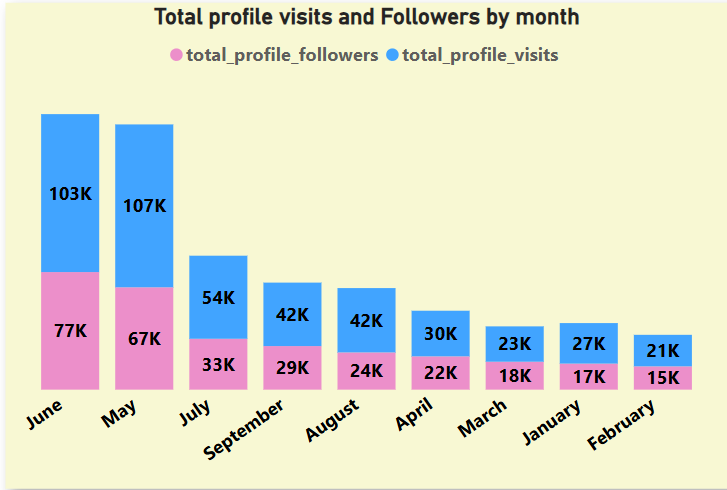 Total profile visits and Followers by month
total_profile_followers total_profile_visits
103K
107K
77K
67K
54K
33K
42K
29K
42K
24K
30K
22K
23K
18K
27K
17K
21K
15K
June
May
July
September
August
April
March
January
February